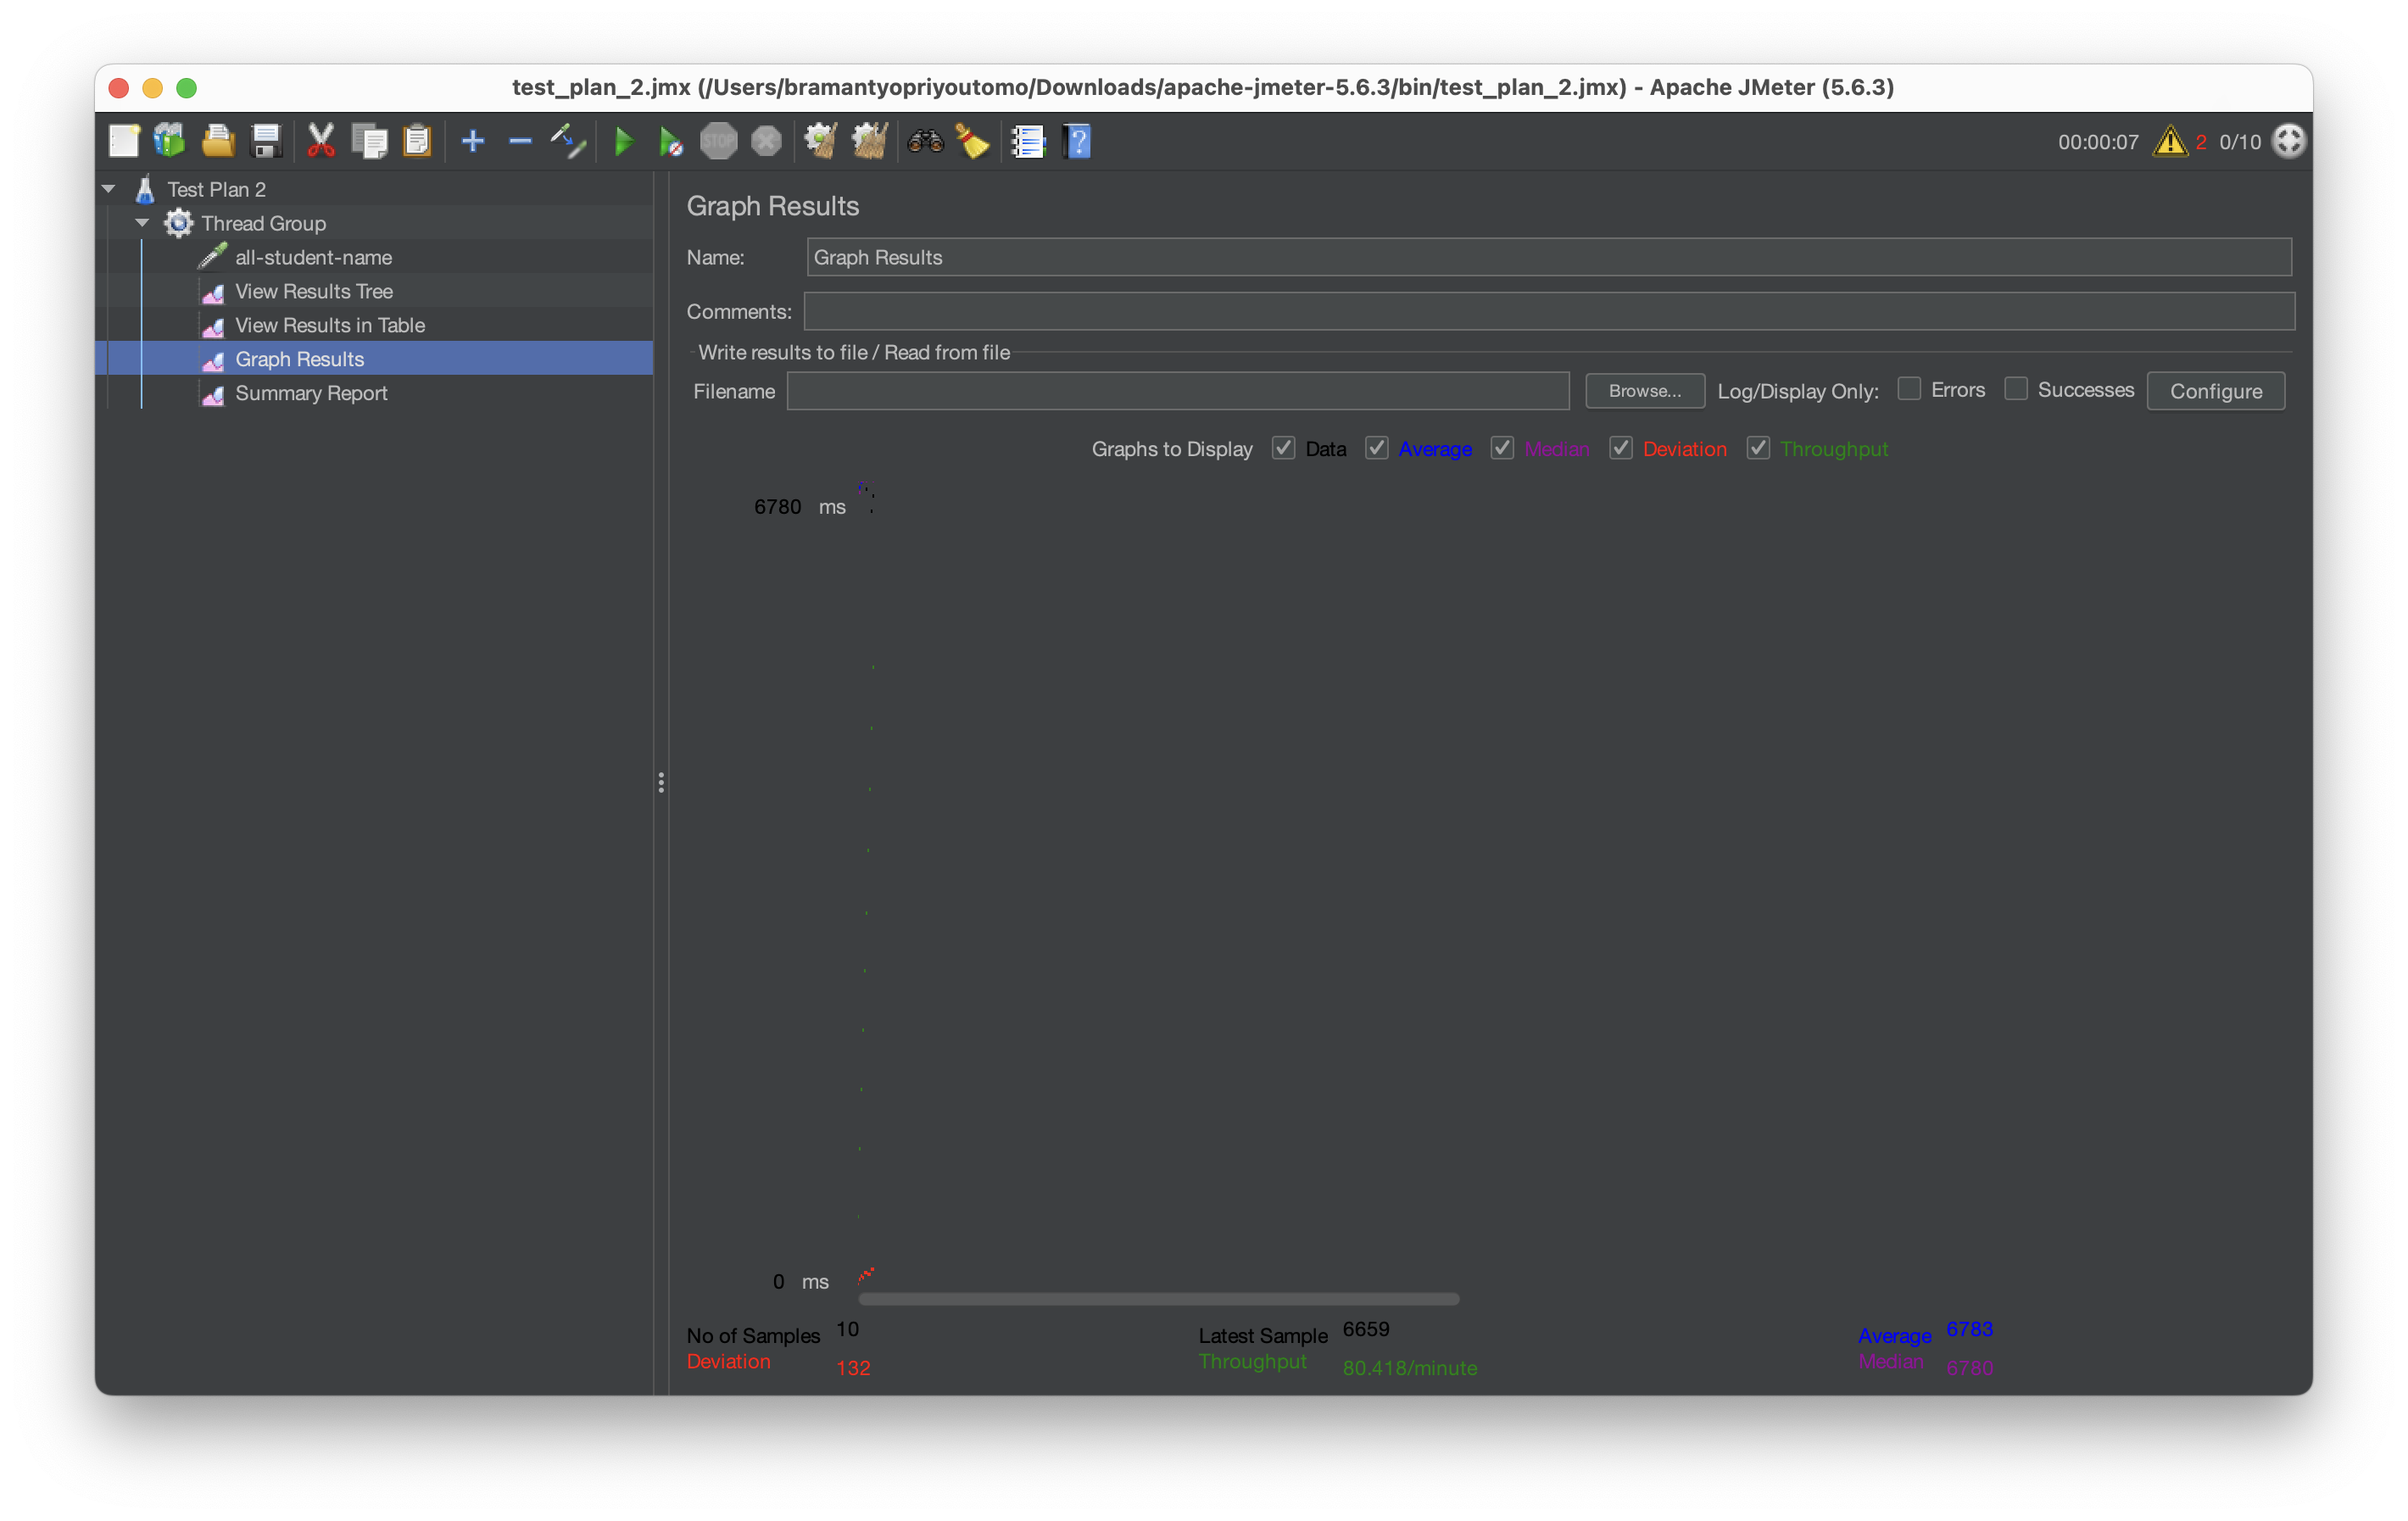 test_plan_2.jmx (/Users/bramantyopriyoutomo/Downloads/apache-jmeter-5.6.3/bin/test_plan_2.jmx) - Apache JMeter (5.6.3)
STOP
00:00:07 2 0/10
Test Plan 2
Thread Group
all-student-name
View Results Tree
View Results in Table
Graph Results
Summary Report
Graph Results
Name: Graph Results
Comments:
Write results to file / Read from file
Filename Browse... Log/Display Only: Errors Successes Configure
Graphs to Display Data Average Median Deviation Throughput
6780 ms
0 ms
No of Samples 10 Latest Sample 6659 Average 6783
Deviation 132 Throughput 80.418/minute Median 6780